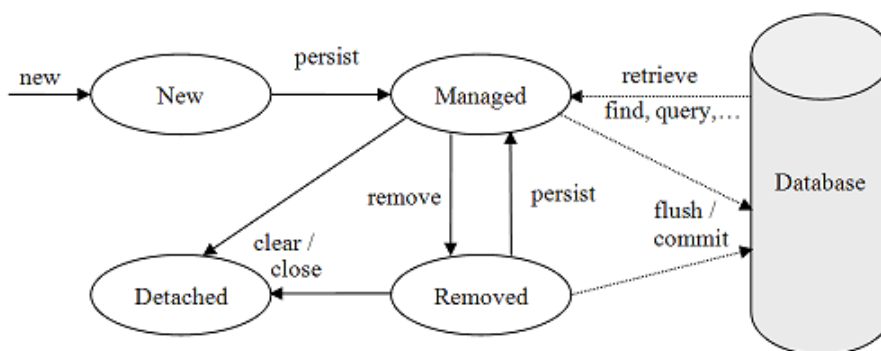 new
New
persist
Managed
retrieve
find, query,...
Database
remove
persist
flush /
commit
clear /
close
Detached
Removed